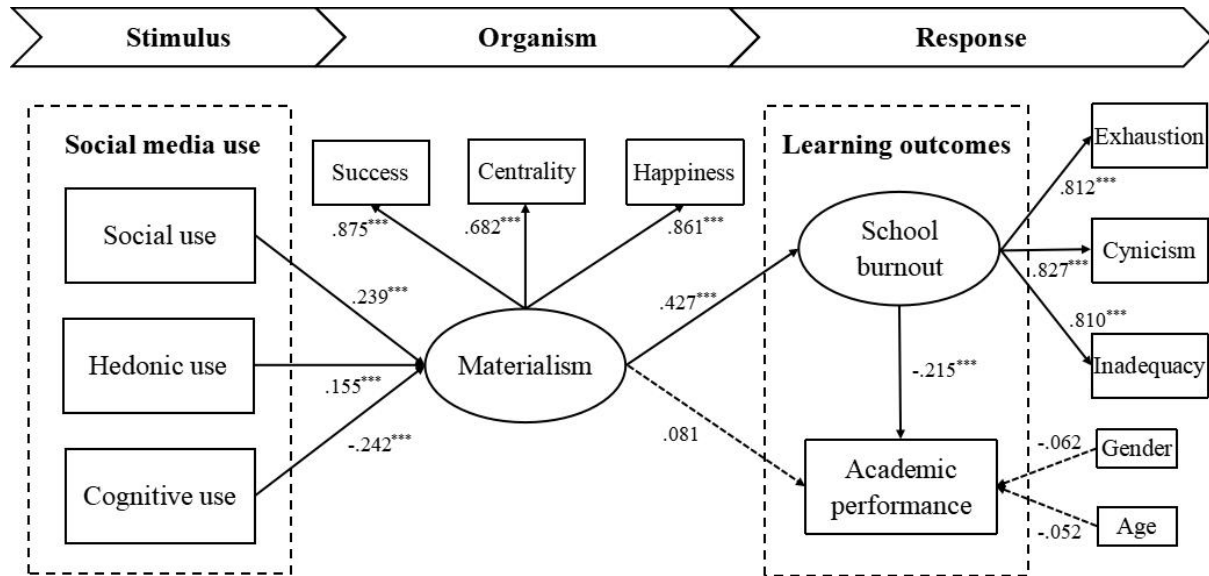 Stimulus
Organism
Response
Social media use
Social use
Hedonic use
Cognitive use
Success
Centrality
Happiness
.875***
.682***
.861***
.239***
.155***
-.242***
Materialism
.427***
.081
Learning outcomes
School
burnout
-.215***
Academic
performance
Exhaustion
.812***
Cynicism
.827***
.810***
Inadequacy
Gender
-.062
Age
-.052